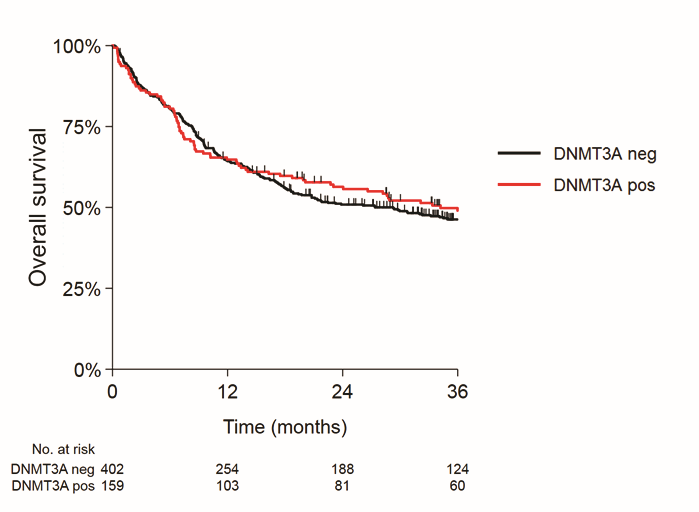 100%
75%
50%
25%
0%
Overall survival
0 12 24 36
Time (months)
DNMT3A neg
DNMT3A pos
No. at risk
DNMT3A neg 402 254 188 124
DNMT3A pos 159 103 81 60